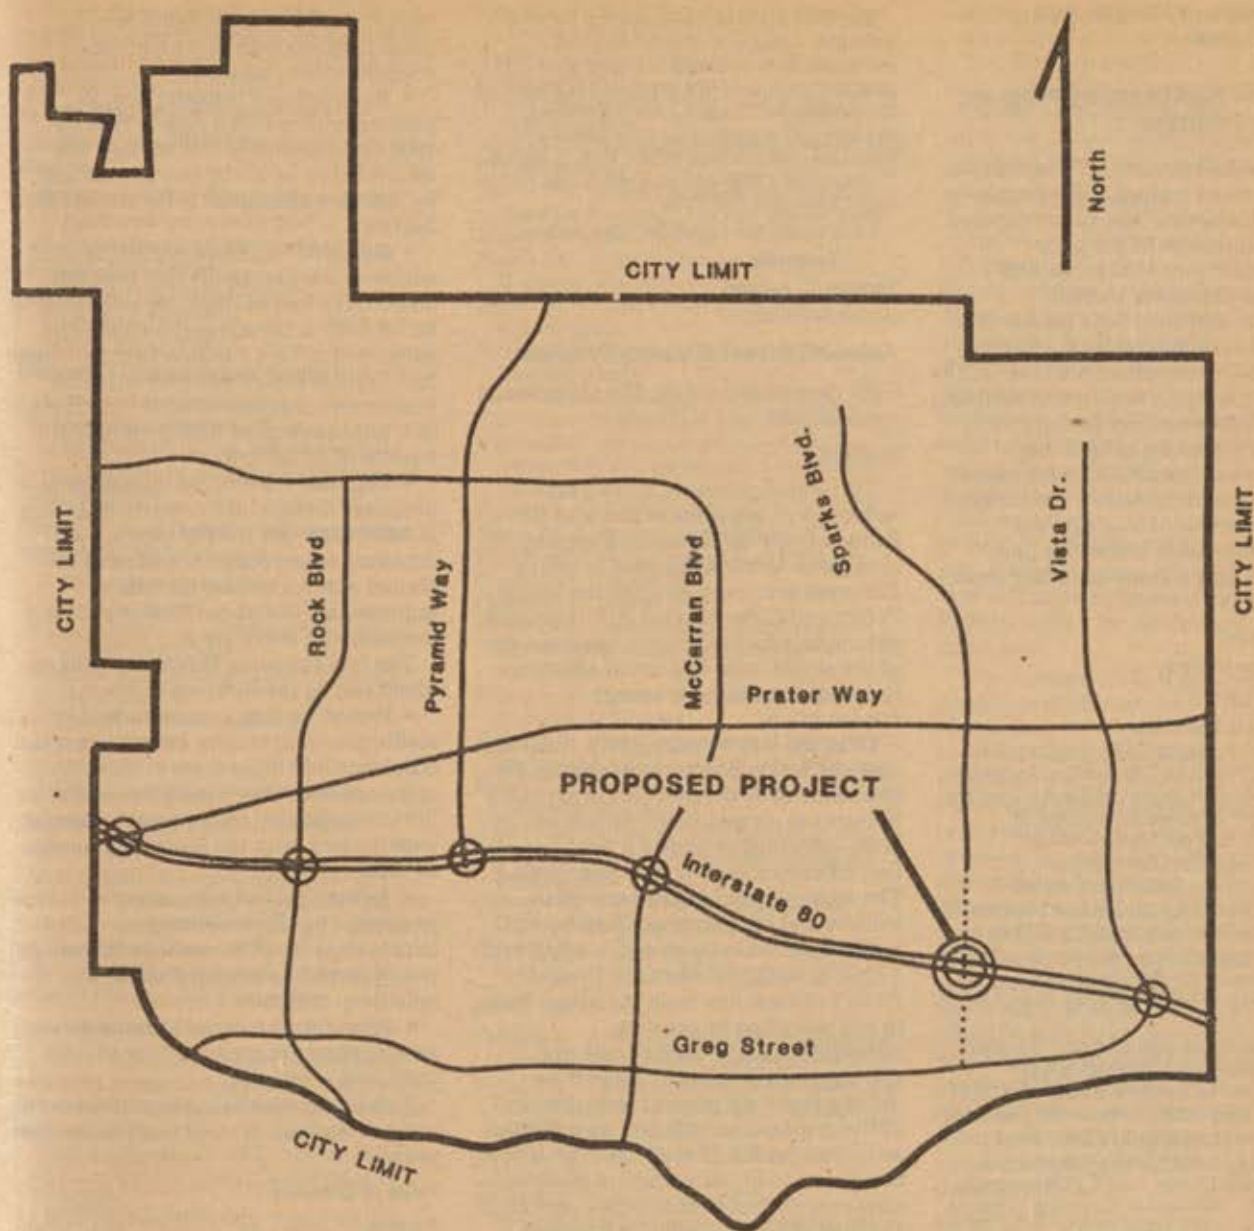 North
CITY LIMIT
Sparks Blvd.
Vista Dr.
CITY LIMIT
CITY LIMIT
Rock Blvd
Pyramid Way
McCarran Blvd
Prater Way
PROPOSED PROJECT
Interstate 80
Greg Street
CITY LIMIT